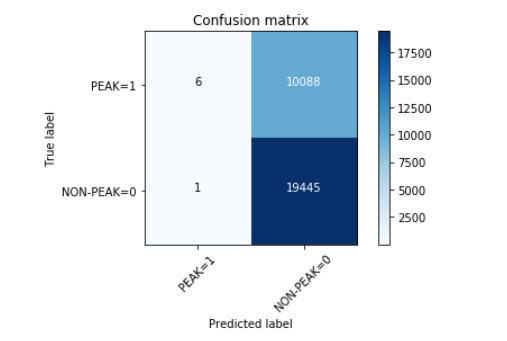 Confusion matrix
PEAK=1
6
10088
NON-PEAK=0
1
19445
True label
PEAK=1
NON-PEAK=0
Predicted label
17500
15000
12500
10000
7500
5000
2500